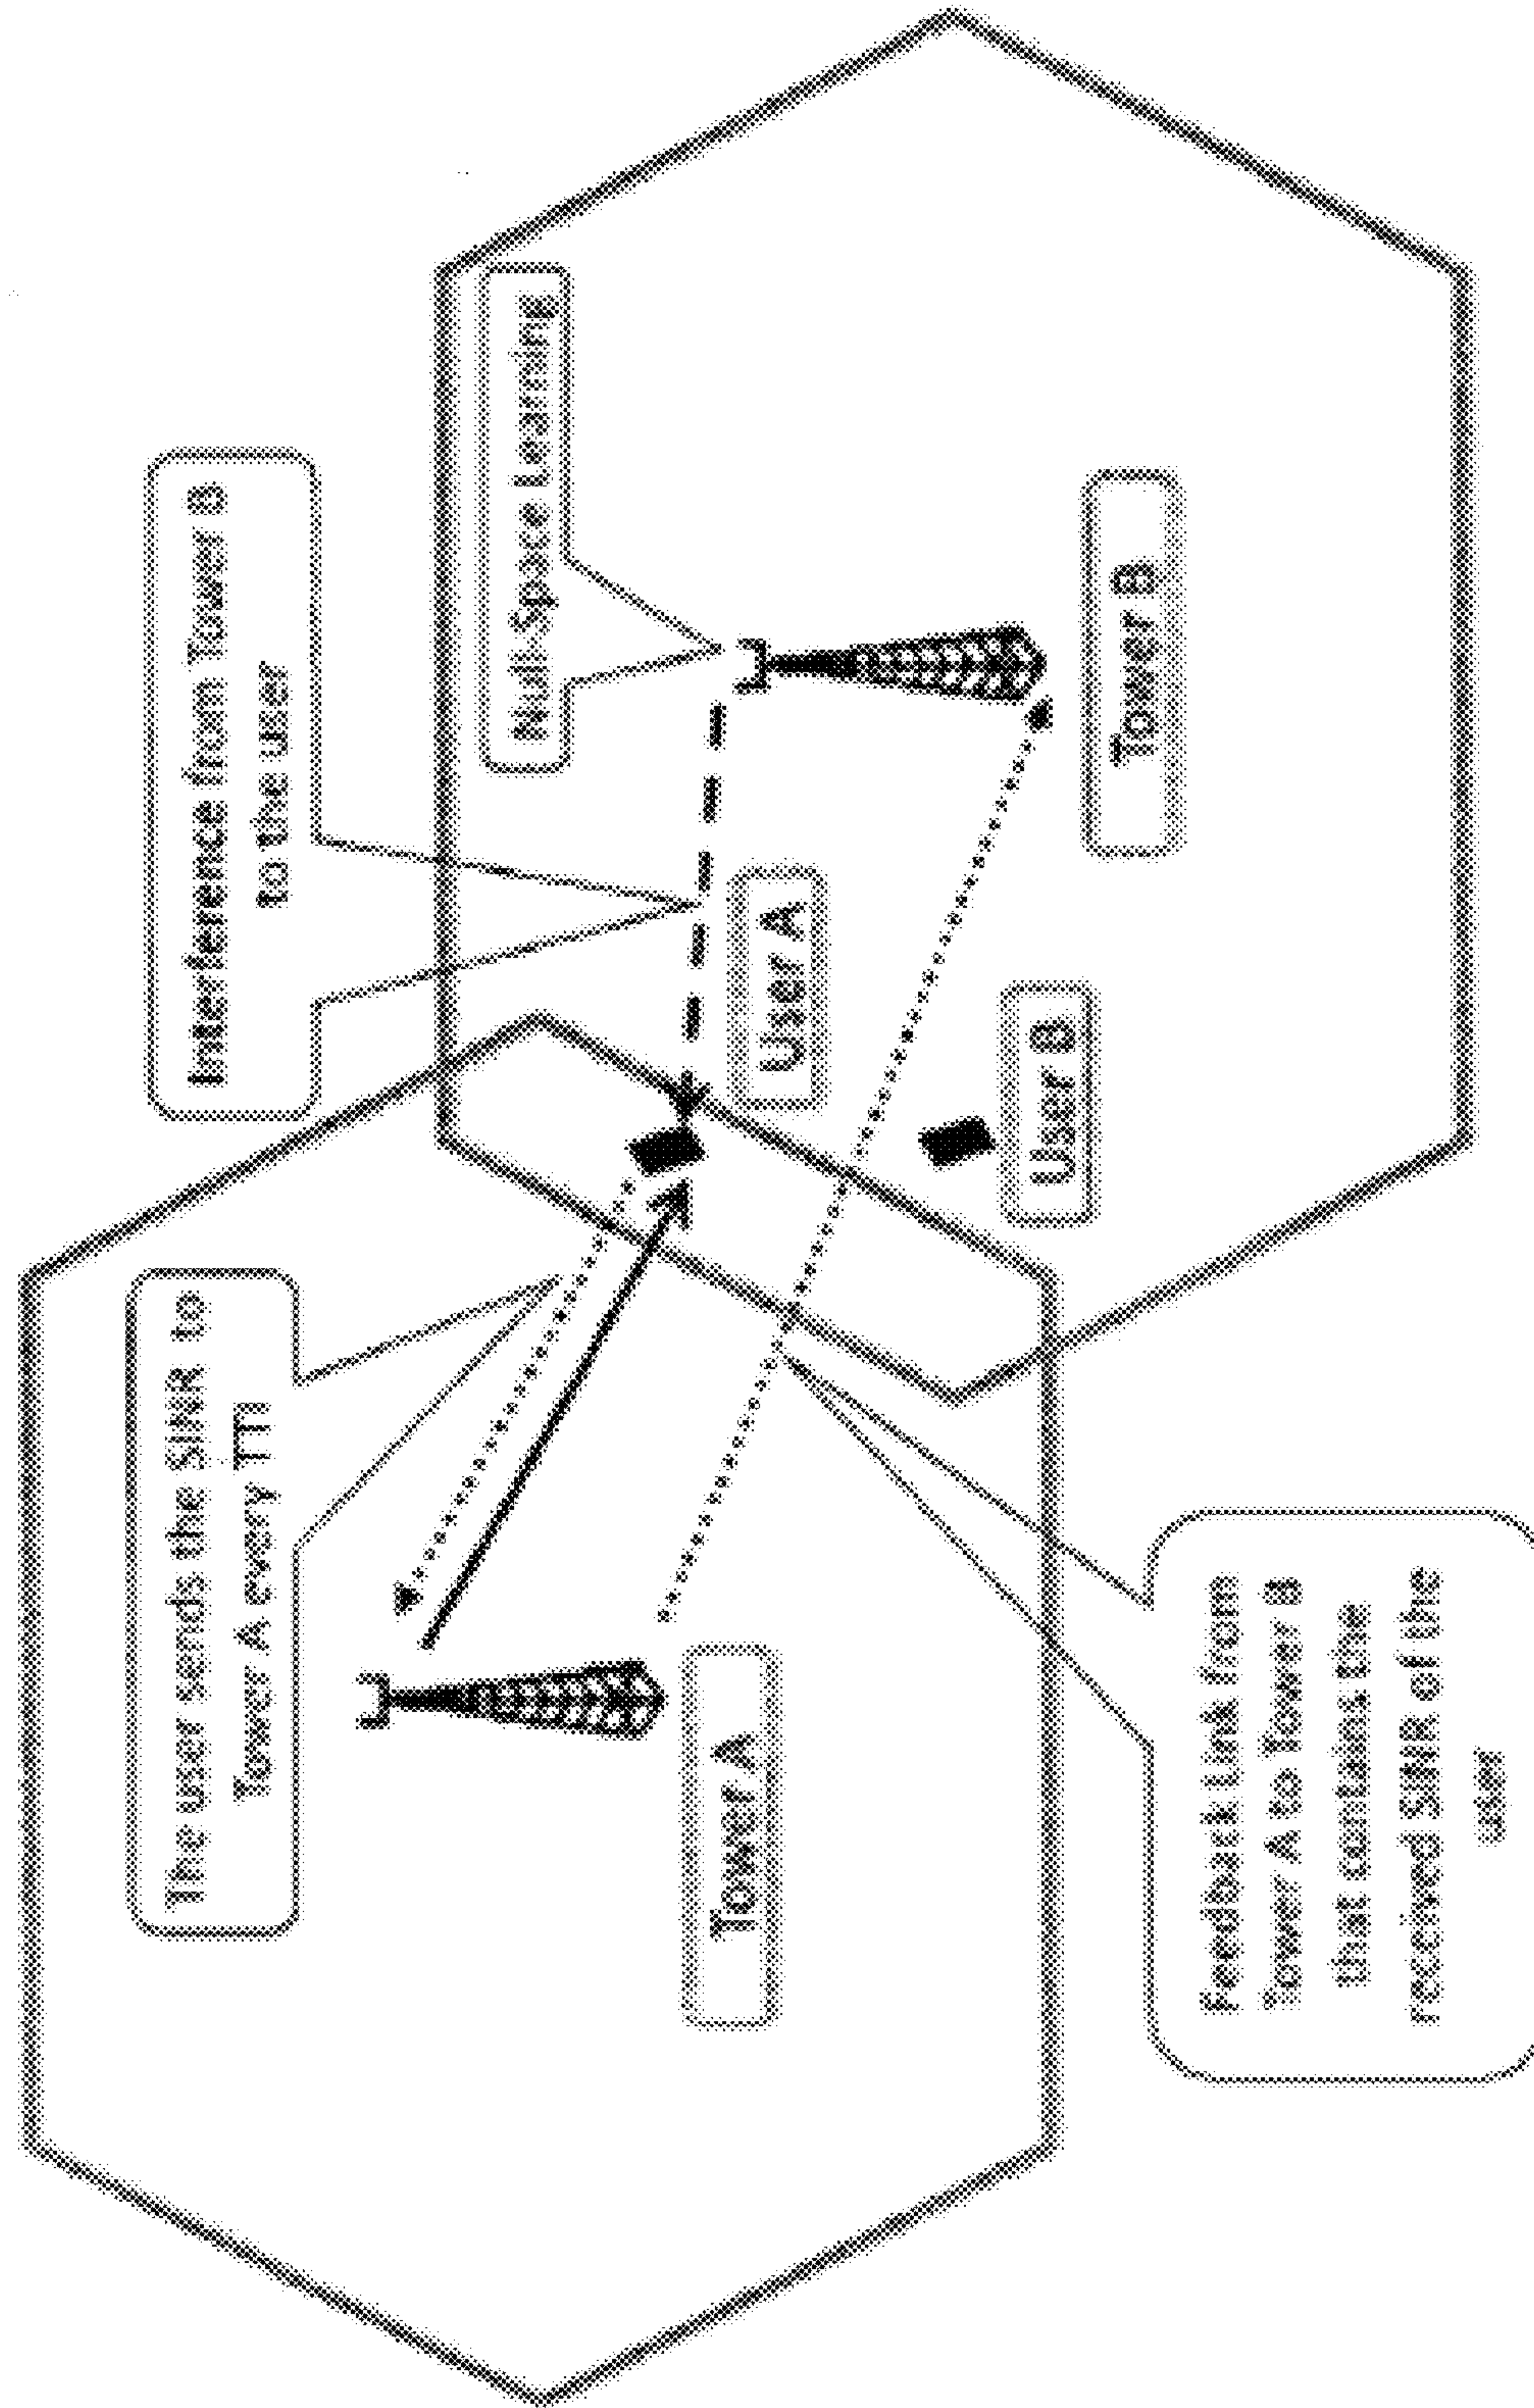 The user sends the SINR to
Tower A every TTI
Interference from Tower B
to the user
Null Space Learning
Tower A
User A
User B
Tower B
Feedback Link from
Tower A to Tower B
that contains the
received SINR of the
user